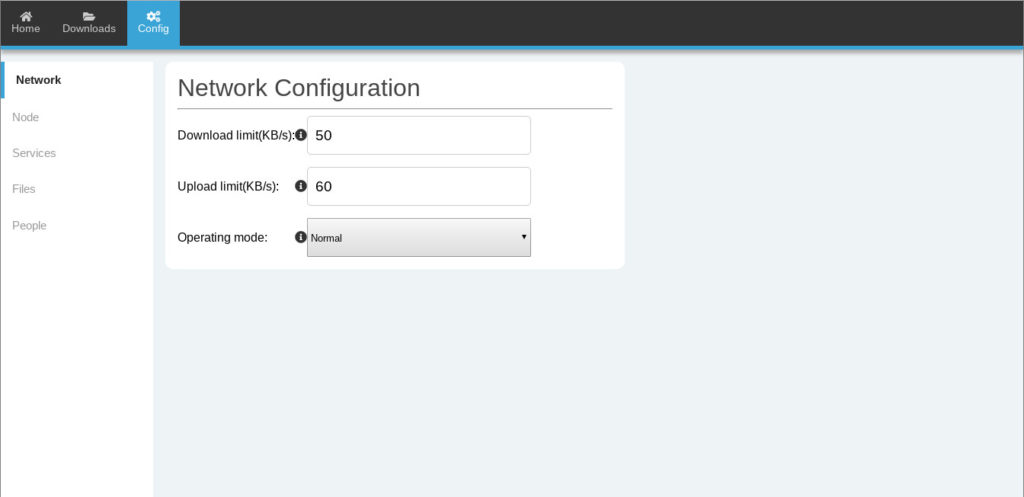 Home Downloads Config
Network
Node
Services
Files
People
Network Configuration
Download limit(KB/s): 50
Upload limit(KB/s): 60
Operating mode: Normal